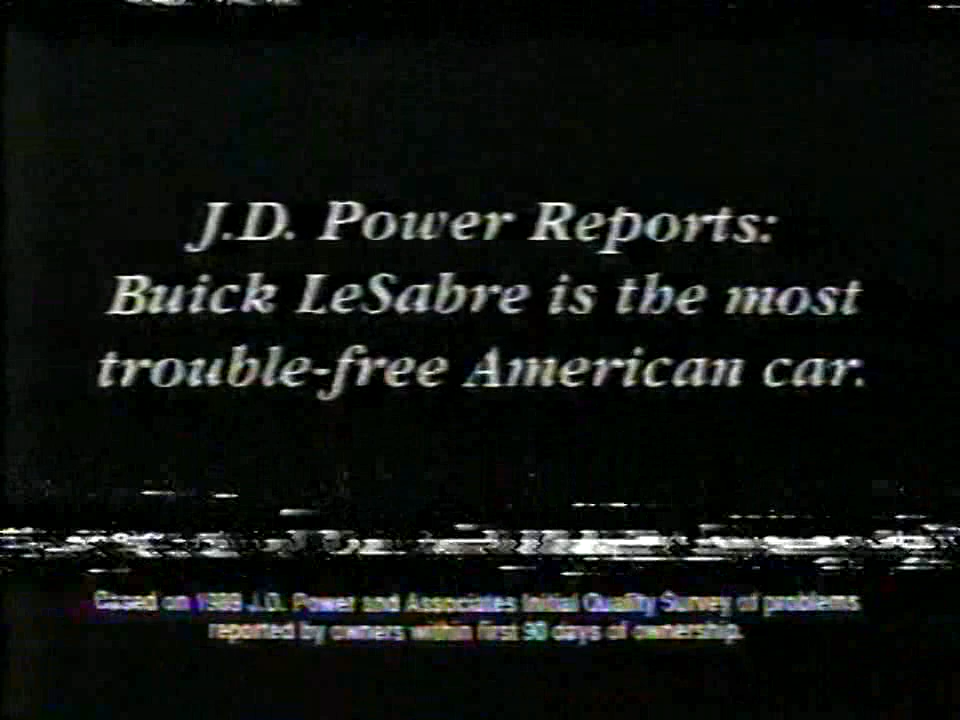 J.D. Power Reports:
Buick LeSabre is the most
trouble-free American car.
Based on 1989 J.D. Power and Associates Initial Quality Survey of problems
reported by owners within first 90 days of ownership.